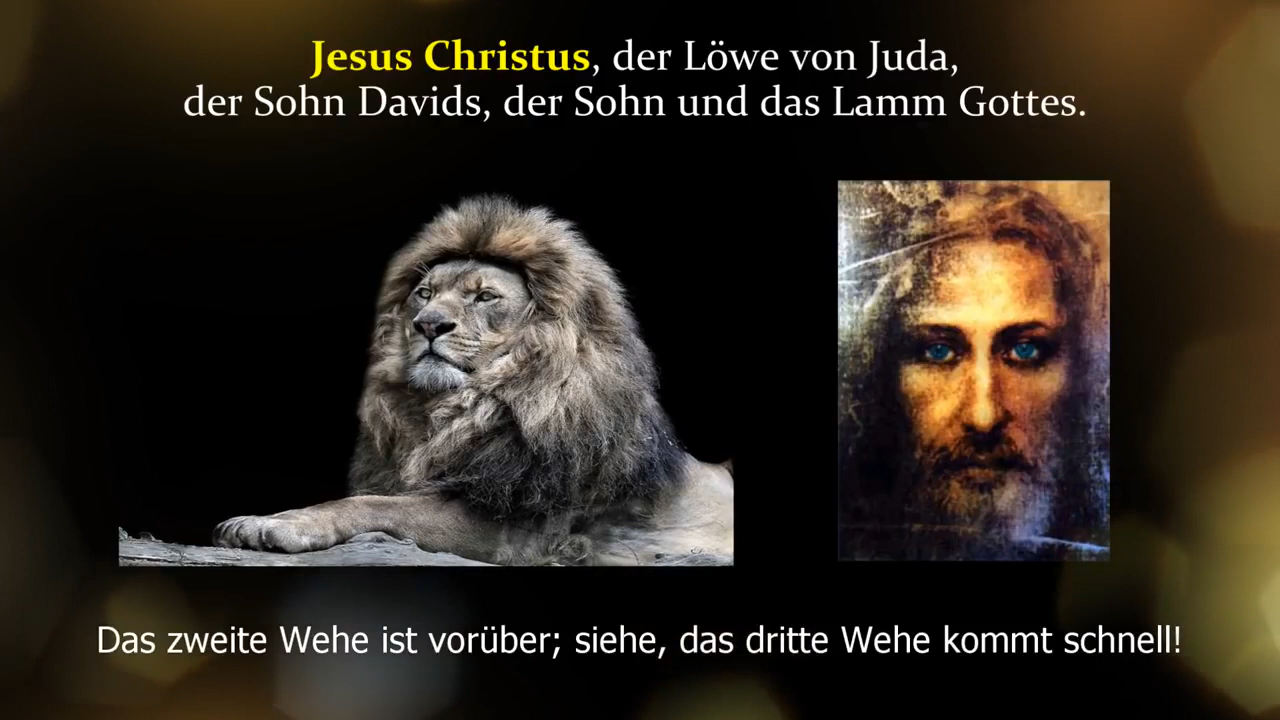 Jesus Christus, der Löwe von Juda,
der Sohn Davids, der Sohn und das Lamm Gottes.
Das zweite Wehe ist vorüber; siehe, das dritte Wehe kommt schnell!